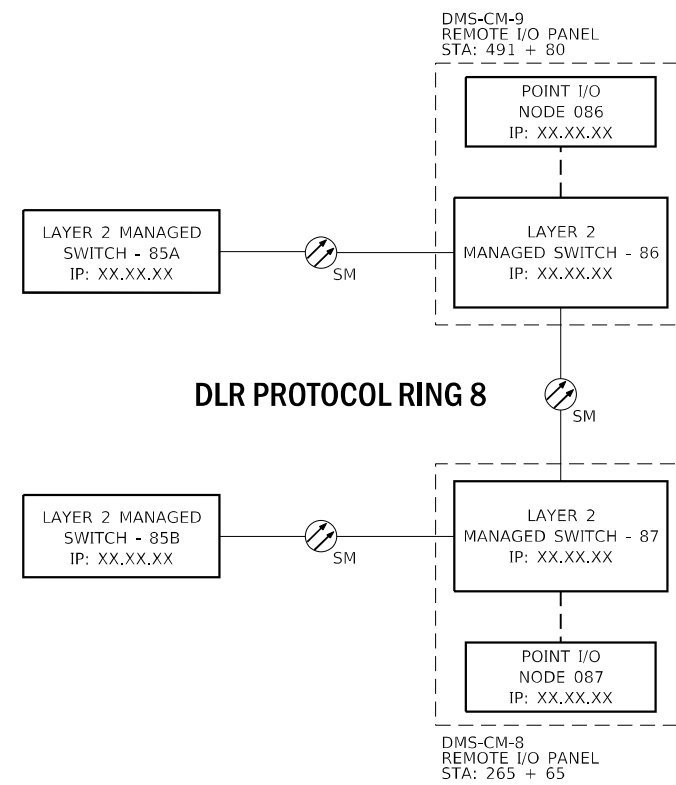 DMS-CM-9
REMOTE I/O PANEL
STA: 491 + 80
POINT I/O
NODE 086
IP: XX.XX.XX
LAYER 2 MANAGED
SWITCH - 85A
IP: XX.XX.XX
SM
LAYER 2
MANAGED SWITCH - 86
IP: XX.XX.XX
DLR PROTOCOL RING 8
SM
LAYER 2 MANAGED
SWITCH - 85B
IP: XX.XX.XX
SM
LAYER 2
MANAGED SWITCH - 87
IP: XX.XX.XX
POINT I/O
NODE 087
IP: XX.XX.XX
DMS-CM-8
REMOTE I/O PANEL
STA: 265 + 65